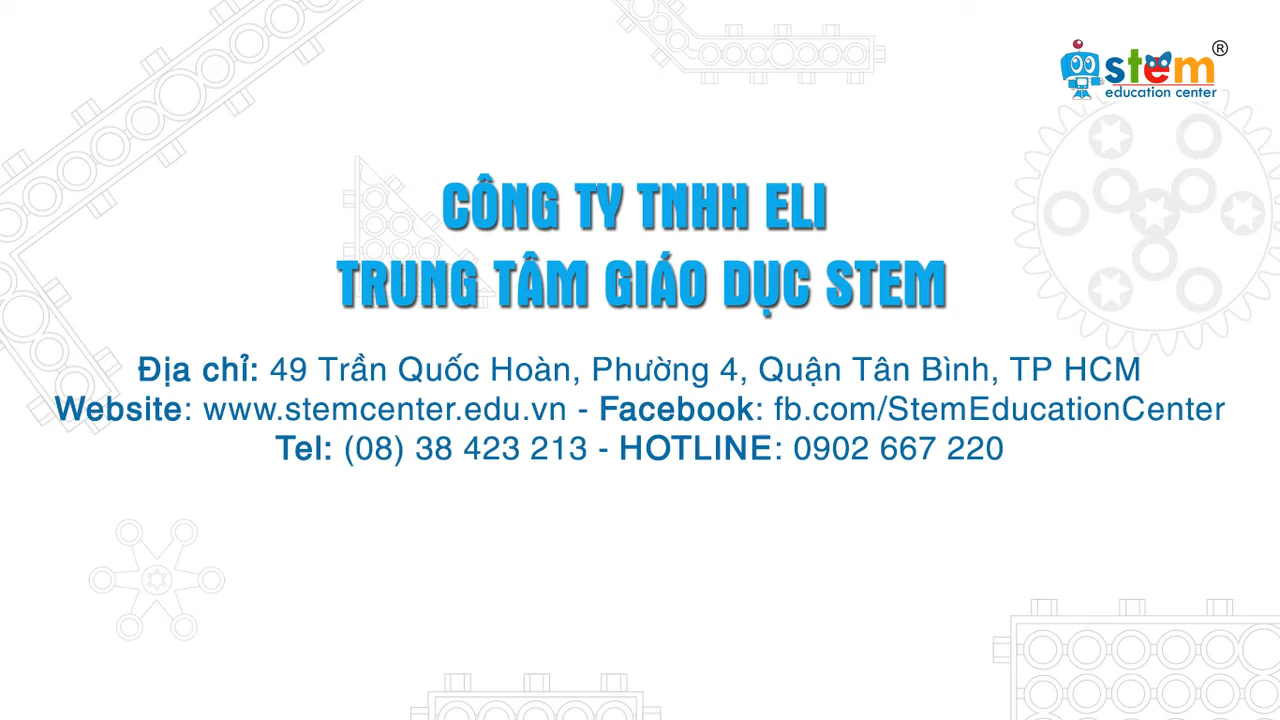 stem®
education center
CÔNG TY TNHH ELI
TRUNG TÂM GIÁO DỤC STEM
Địa chỉ: 49 Trần Quốc Hoàn, Phường 4, Quận Tân Bình, TP HCM
Website: www.stemcenter.edu.vn - Facebook: fb.com/StemEducationCenter
Tel: (08) 38 423 213 - HOTLINE: 0902 667 220